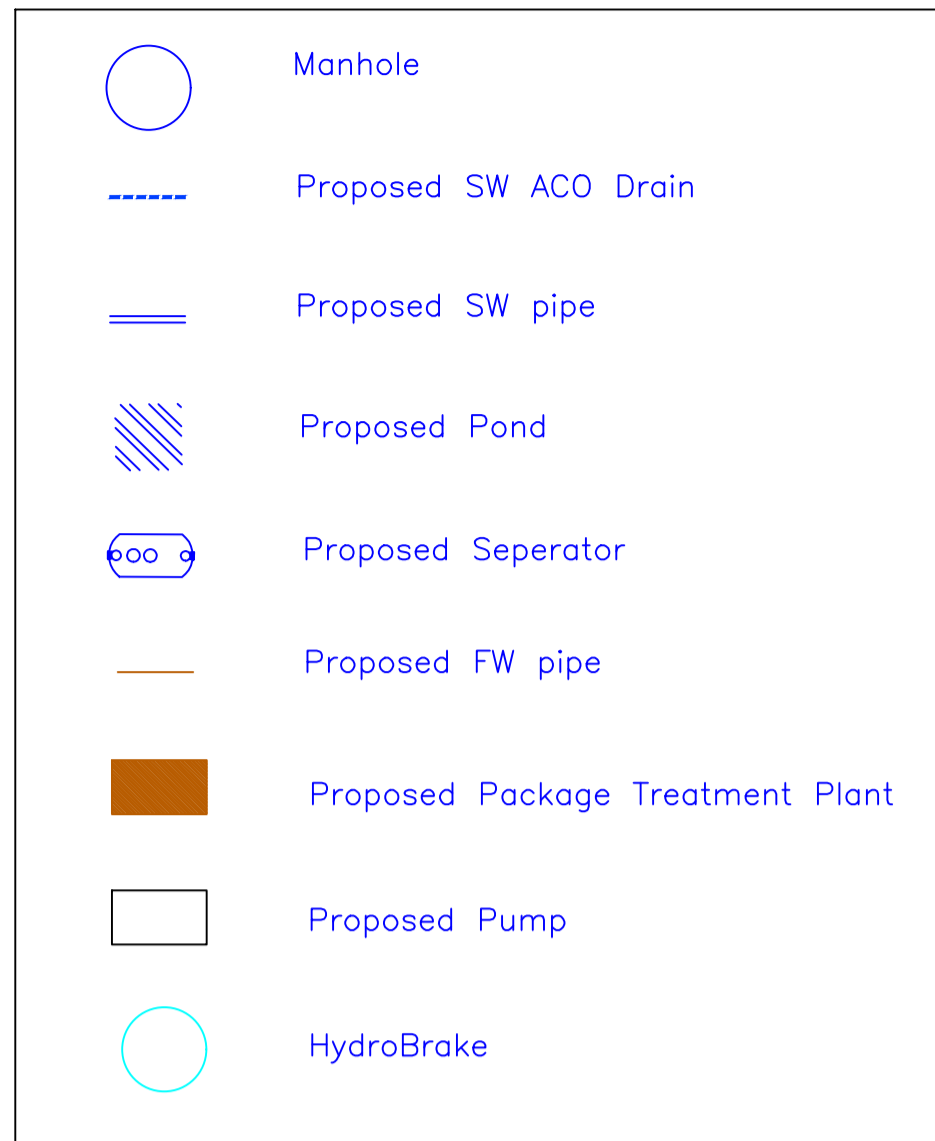 Manhole
Proposed SW ACO Drain
Proposed SW pipe
Proposed Pond
Proposed Seperator
Proposed FW pipe
Proposed Package Treatment Plant
Proposed Pump
HydroBrake